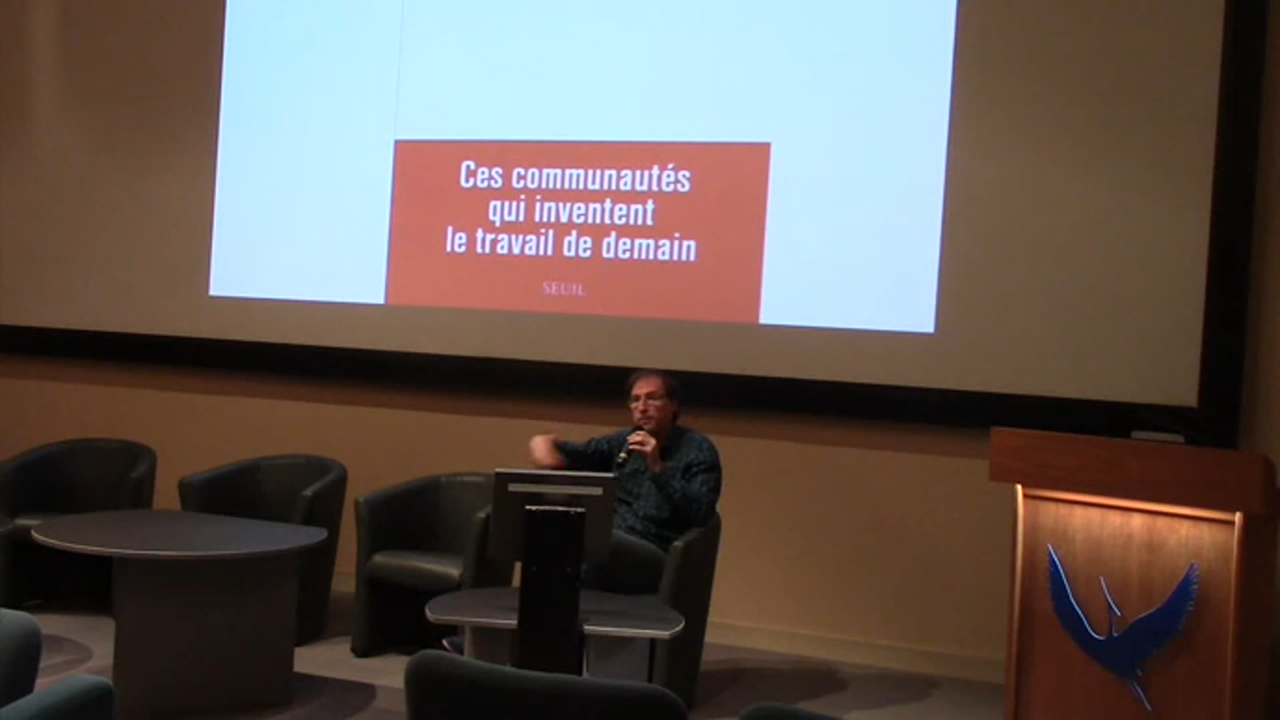 Ces communautés
qui inventent
le travail de demain
SEUIL